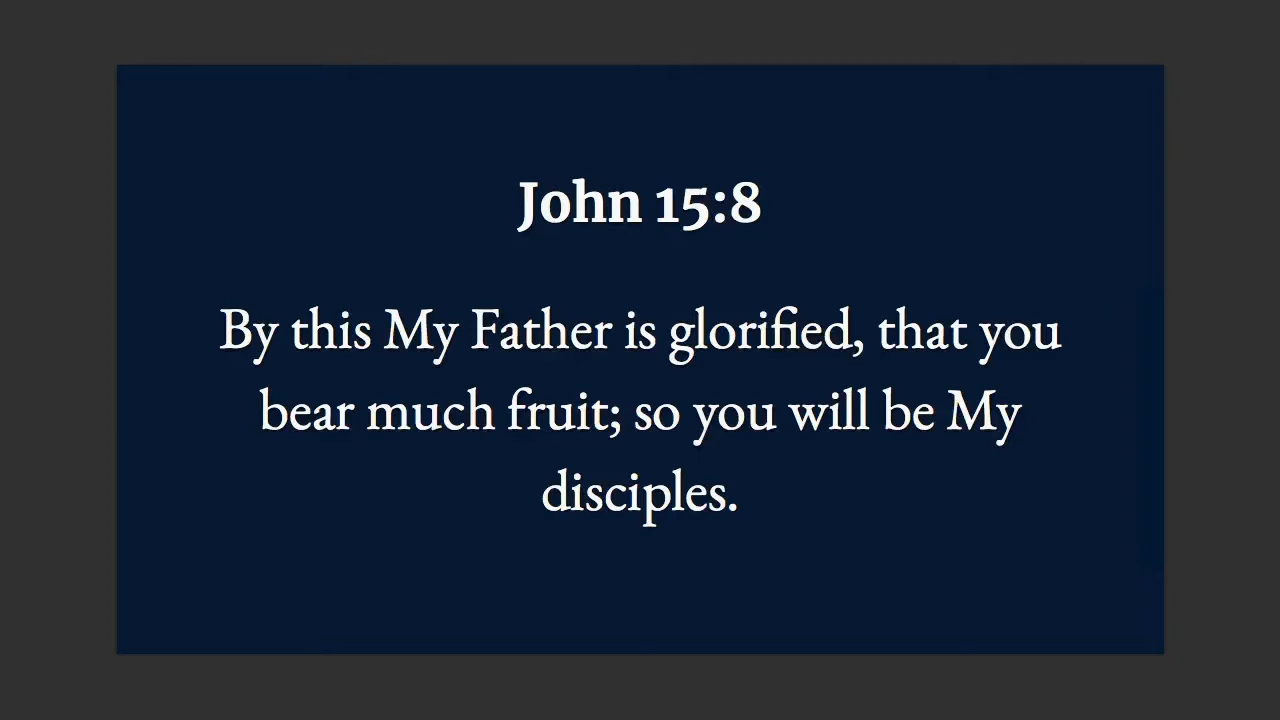 John 15:8
By this My Father is glorified, that you
bear much fruit; so you will be My
disciples.